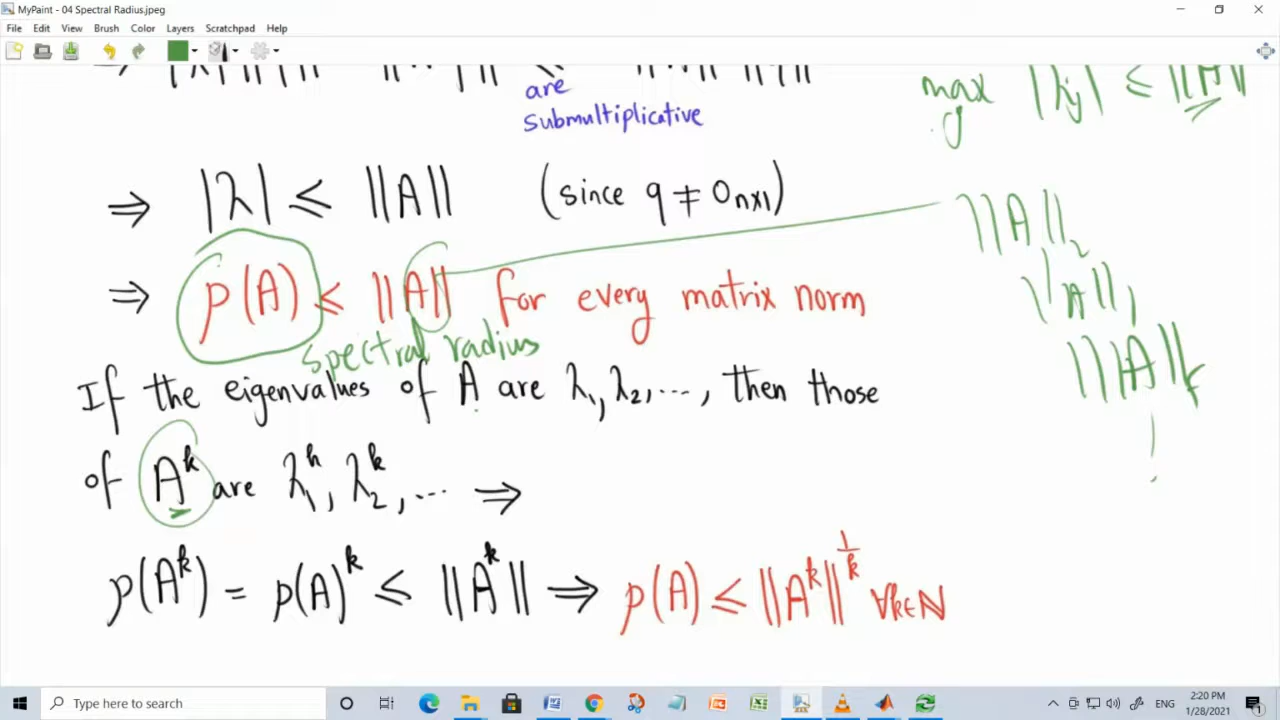 MyPaint - 04 Spectral Radius.jpeg
File Edit View Brush Color Layers Scratchpad Help
are
submultiplicative
max |λj| ≤ ||A||
j
⇒ |λ| ≤ ||A|| (since q ≠ 0nx1)
||A||2
||A||1
⇒ ρ(A) ≤ ||A|| for every matrix norm
spectral radius
|||A||F
If the eigenvalues of A are λ1, λ2, ..., then those
of A^k are λ1^k, λ2^k, ... ⇒
ρ(A^k) = ρ(A)^k ≤ ||A^k|| ⇒ ρ(A) ≤ ||A^k||^1/k ∀k∈N
Type here to search
ENG
2:20 PM
1/28/2021